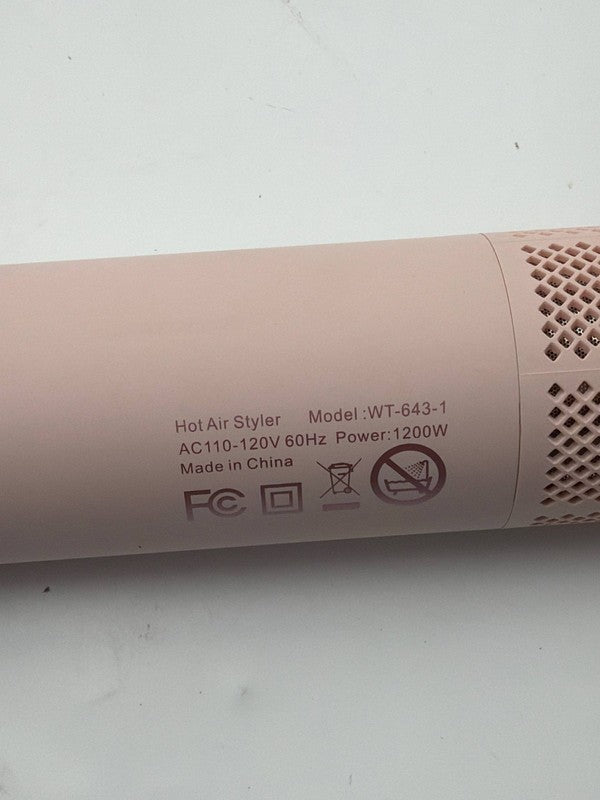 Hot Air Styler Model :WT-643-1
AC110-120V 60Hz Power:1200W
Made in China
FC